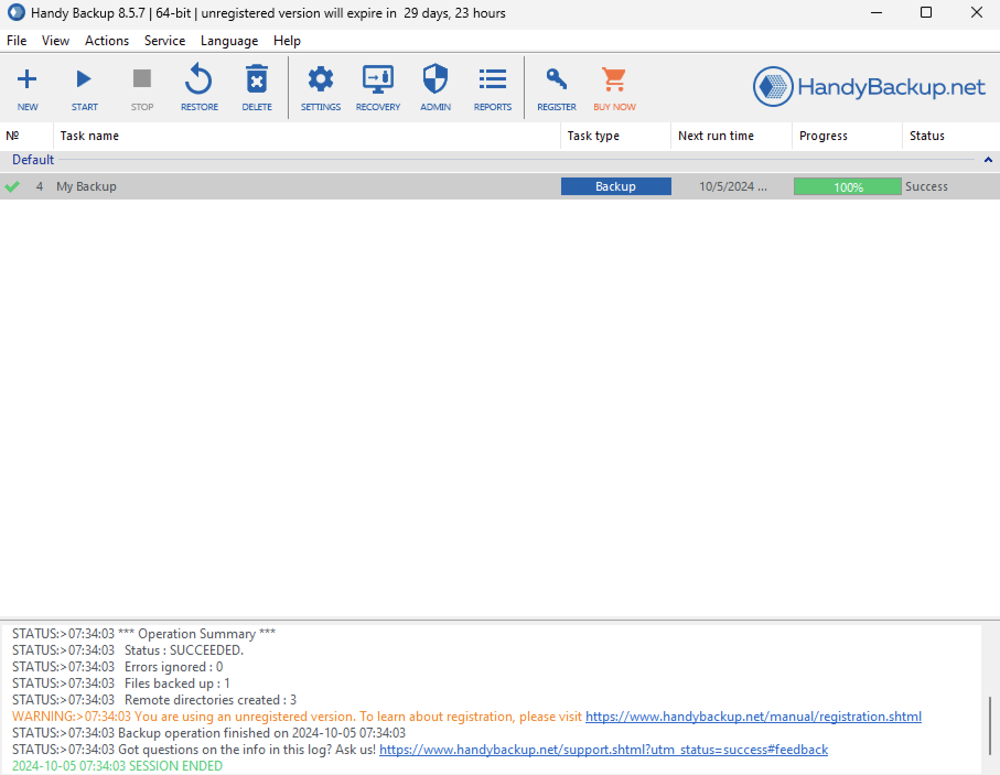 Handy Backup 8.5.7 | 64-bit | unregistered version will expire in  29 days, 23 hours
File View Actions Service Language Help
NEW START STOP RESTORE DELETE SETTINGS RECOVERY ADMIN REPORTS REGISTER BUY NOW HandyBackup.net
№ Task name Task type Next run time Progress Status
Default
4 My Backup Backup 10/5/2024 ... 100% Success
STATUS:>07:34:03 *** Operation Summary ***
STATUS:>07:34:03   Status : SUCCEEDED.
STATUS:>07:34:03   Errors ignored : 0
STATUS:>07:34:03   Files backed up : 1
STATUS:>07:34:03   Remote directories created : 3
WARNING:>07:34:03 You are using an unregistered version. To learn about registration, please visit https://www.handybackup.net/manual/registration.shtml
STATUS:>07:34:03 Backup operation finished on 2024-10-05 07:34:03
STATUS:>07:34:03 Got questions on the info in this log? Ask us! https://www.handybackup.net/support.shtml?utm_status=success#feedback
2024-10-05 07:34:03 SESSION ENDED